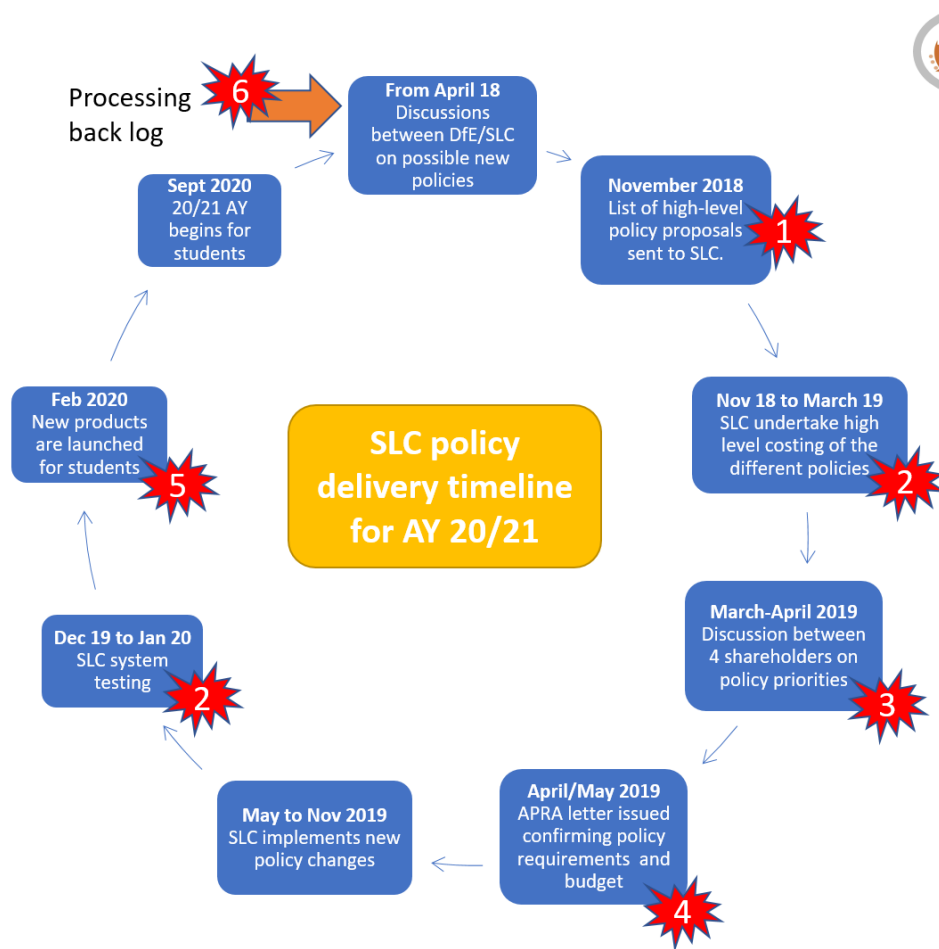 Processing
back log
6
From April 18
Discussions
between DfE/SLC
on possible new
policies
November 2018
List of high-level
policy proposals
sent to SLC.
1
Nov 18 to March 19
SLC undertake high
level costing of the
different policies
2
March-April 2019
Discussion between
4 shareholders on
policy priorities
3
April/May 2019
APRA letter issued
confirming policy
requirements and
budget
4
May to Nov 2019
SLC implements new
policy changes
Dec 19 to Jan 20
SLC system
testing
2
Feb 2020
New products
are launched
for students
5
Sept 2020
20/21 AY
begins for
students
SLC policy
delivery timeline
for AY 20/21